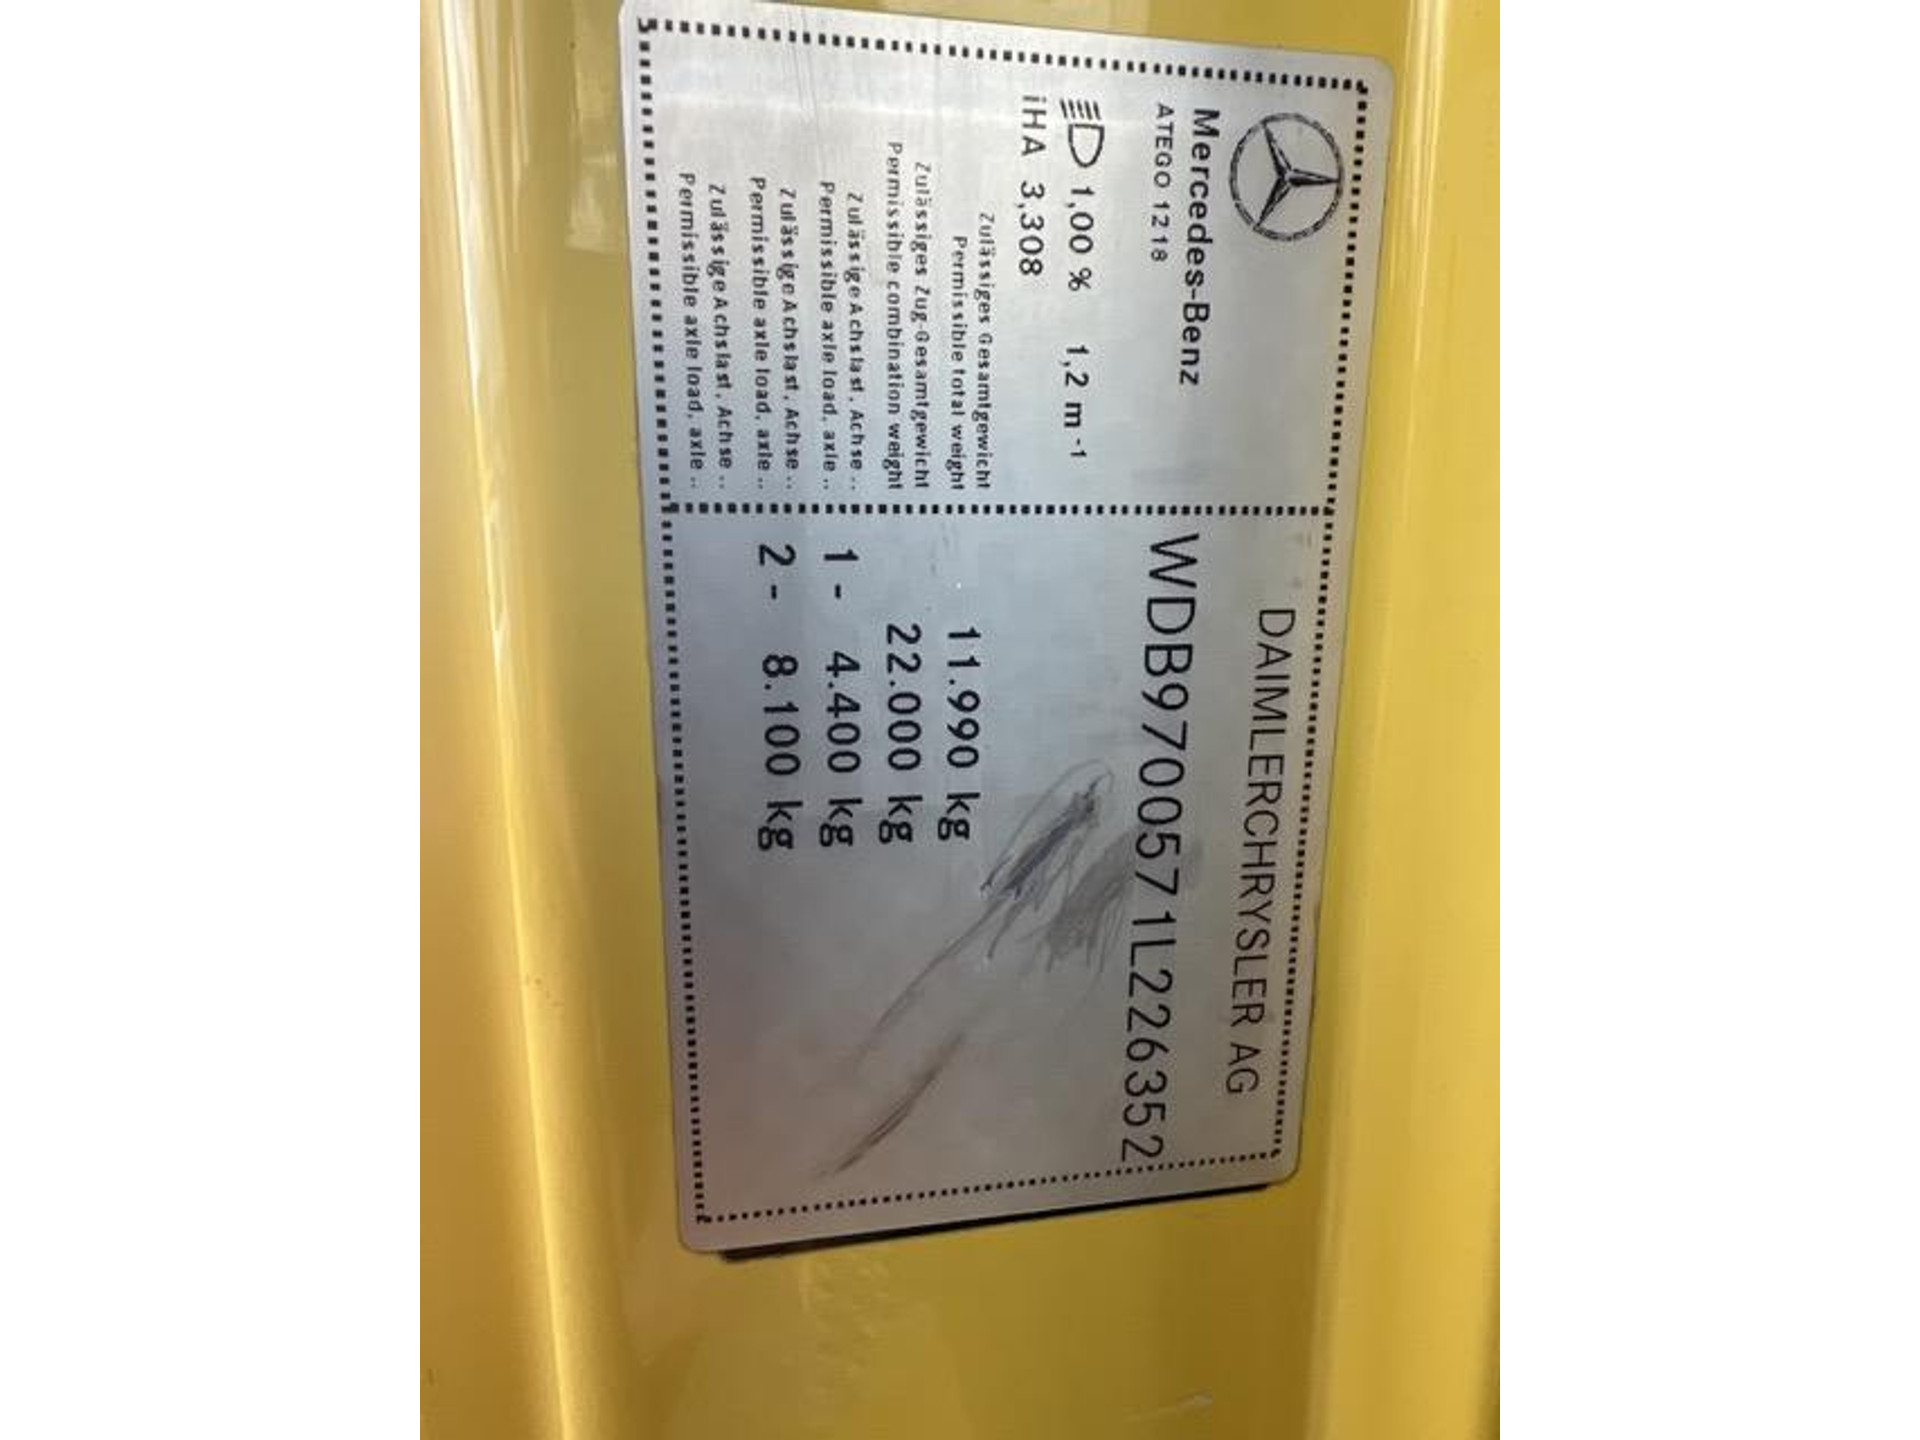 DAIMLERCHRYSLER AG
Mercedes-Benz
ATEGO 1218
WDB9700571L226352
1,00 % 1,2 m⁻¹
iHA 3,308
Zulässiges Gesamtgewicht
Permissible total weight
11.990 kg
Zulässiges Zug-Gesamtgewicht
Permissible combination weight
22.000 kg
Zulässige Achslast, Achse ..
Permissible axle load, axle ..
1 - 4.400 kg
Zulässige Achslast, Achse ..
Permissible axle load, axle ..
2 - 8.100 kg
Zulässige Achslast, Achse ..
Permissible axle load, axle ..